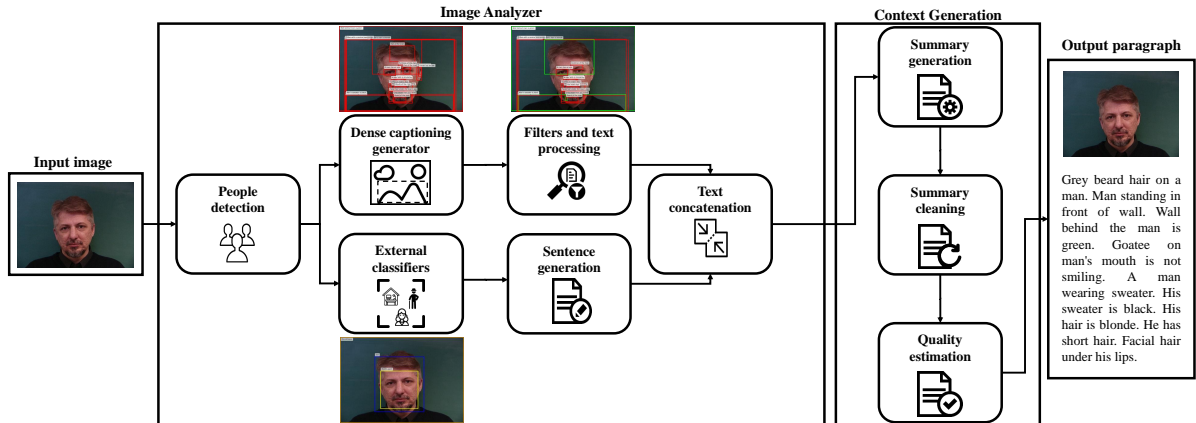 Image Analyzer
Context Generation
Output paragraph
Input image
People
detection
Dense captioning
generator
Filters and text
processing
External
classifiers
Sentence
generation
Text
concatenation
Summary
generation
Summary
cleaning
Quality
estimation
Grey beard hair on a
man. Man standing in
front of wall. Wall
behind the man is
green. Goatee on
man's mouth is not
smiling. A man
wearing sweater. His
sweater is black. His
hair is blonde. He has
short hair. Facial hair
under his lips.